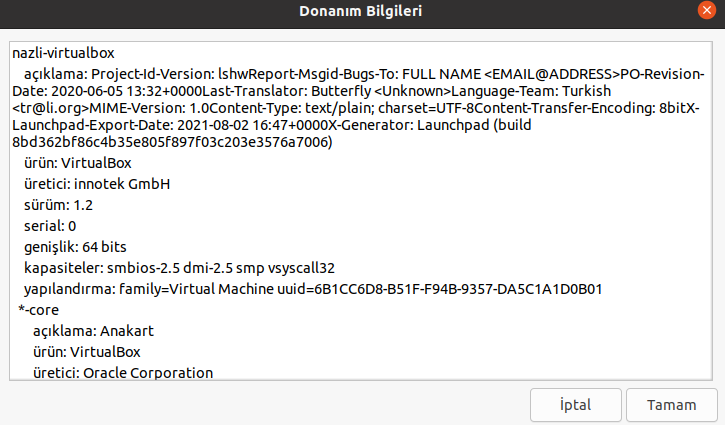 Donanım Bilgileri
nazli-virtualbox
açıklama: Project-Id-Version: lshwReport-Msgid-Bugs-To: FULL NAME <EMAIL@ADDRESS>PO-Revision-
Date: 2020-06-05 13:32+0000Last-Translator: Butterfly <Unknown>Language-Team: Turkish
<tr@li.org>MIME-Version: 1.0Content-Type: text/plain; charset=UTF-8Content-Transfer-Encoding: 8bitX-
Launchpad-Export-Date: 2021-08-02 16:47+0000X-Generator: Launchpad (build
8bd362bf86c4b35e805f897f03c203e3576a7006)
ürün: VirtualBox
üretici: innotek GmbH
sürüm: 1.2
serial: 0
genişlik: 64 bits
kapasiteler: smbios-2.5 dmi-2.5 smp vsyscall32
yapılandırma: family=Virtual Machine uuid=6B1CC6D8-B51F-F94B-9357-DA5C1A1D0B01
*-core
açıklama: Anakart
ürün: VirtualBox
üretici: Oracle Corporation
İptal
Tamam